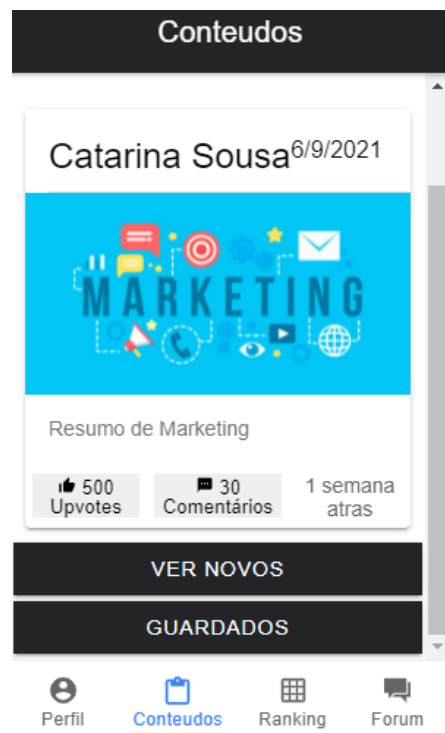 Conteudos
Catarina Sousa 6/9/2021
MARKETING
Resumo de Marketing
500
Upvotes
30
Comentários
1 semana
atras
VER NOVOS
GUARDADOS
Perfil Conteudos Ranking Forum